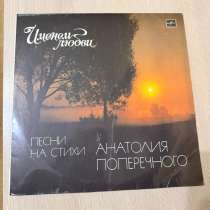 Именем
любви
ПЕСНИ
НА СТИХИ
АНАТОЛИЯ
ПОПЕРЕЧНОГО